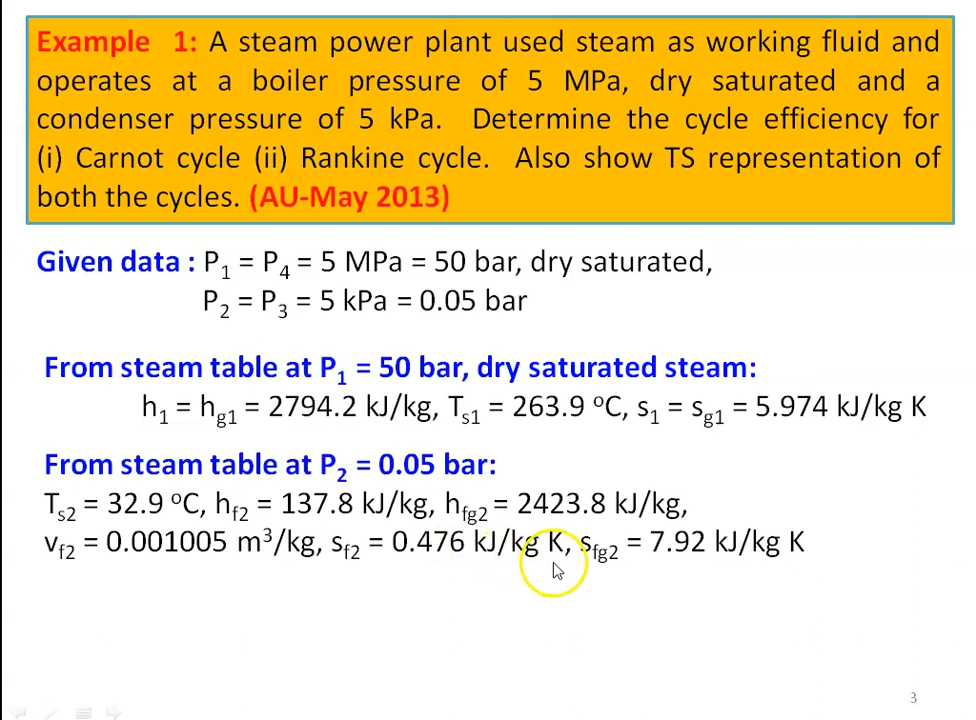 Example 1: A steam power plant used steam as working fluid and
operates at a boiler pressure of 5 MPa, dry saturated and a
condenser pressure of 5 kPa. Determine the cycle efficiency for
(i) Carnot cycle (ii) Rankine cycle. Also show TS representation of
both the cycles. (AU-May 2013)
Given data : P₁ = P₄ = 5 MPa = 50 bar, dry saturated,
P₂ = P₃ = 5 kPa = 0.05 bar
From steam table at P₁ = 50 bar, dry saturated steam:
h₁ = hg₁ = 2794.2 kJ/kg, Ts₁ = 263.9 ºC, s₁ = sg₁ = 5.974 kJ/kg K
From steam table at P₂ = 0.05 bar:
Ts₂ = 32.9 ºC, hf₂ = 137.8 kJ/kg, hfg₂ = 2423.8 kJ/kg,
vf₂ = 0.001005 m³/kg, sf₂ = 0.476 kJ/kg K, sfg₂ = 7.92 kJ/kg K
3